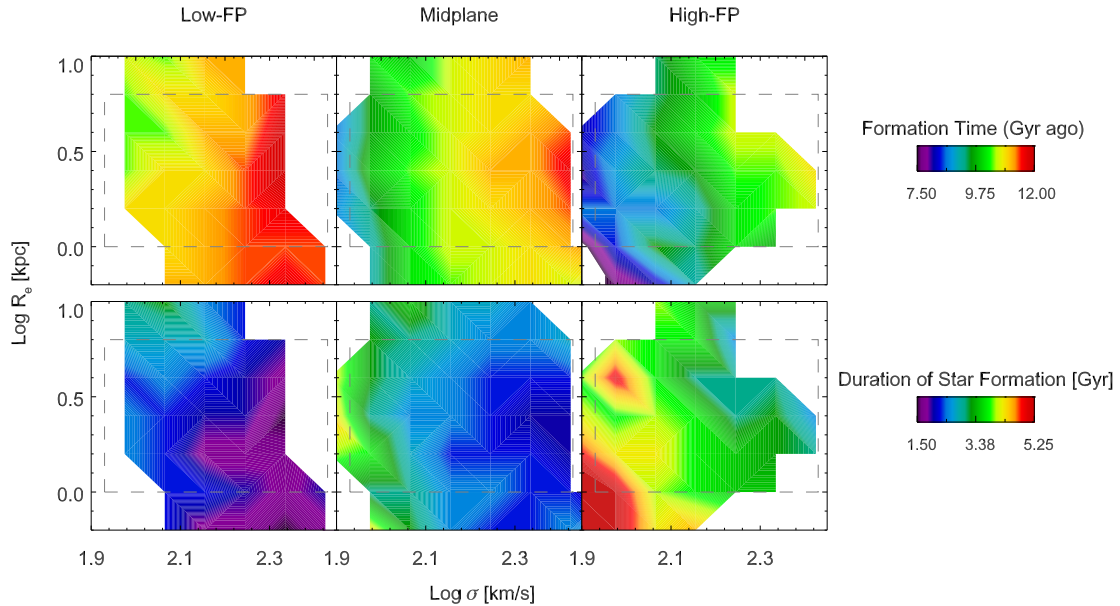 Low-FP Midplane High-FP
1.0
0.5
0.0
Formation Time (Gyr ago)
7.50 9.75 12.00
Log Re [kpc]
1.0
0.5
0.0
Duration of Star Formation [Gyr]
1.50 3.38 5.25
1.9 2.1 2.3 1.9 2.1 2.3 1.9 2.1 2.3
Log σ [km/s]